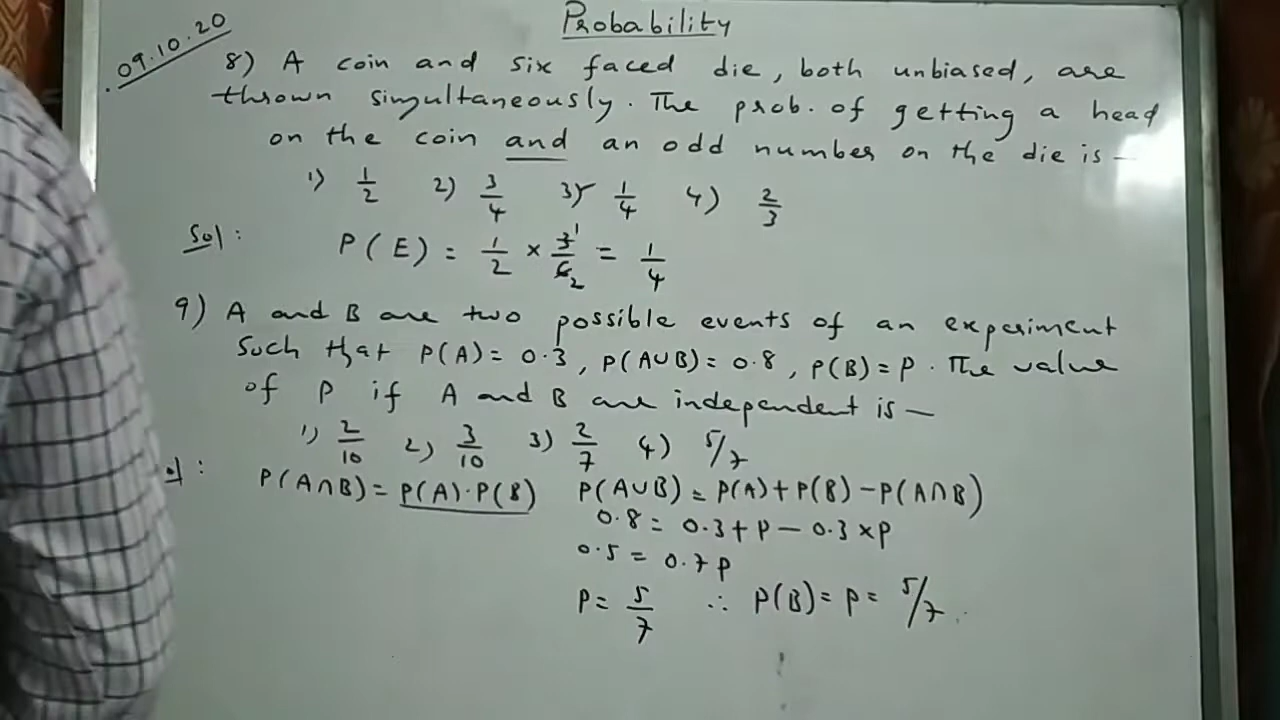 Probability
09.10.20
8) A coin and six faced die, both unbiased, are
thrown simultaneously. The prob. of getting a head
on the coin and an odd number on the die is —
1) 1/2 2) 3/4 3) 1/4 4) 2/3
Sol: P(E) = 1/2 × 3/6 1/2 = 1/4
9) A and B are two possible events of an experiment
Such that P(A) = 0.3, P(A∪B) = 0.8, P(B) = P. The value
of P if A and B are independent is —
1) 2/10 2) 3/10 3) 2/7 4) 5/7
P(A∩B) = P(A)·P(B) P(A∪B) = P(A) + P(B) – P(A∩B)
0.8 = 0.3 + P – 0.3 × P
0.5 = 0.7 P
P = 5/7 ∴ P(B) = P = 5/7.